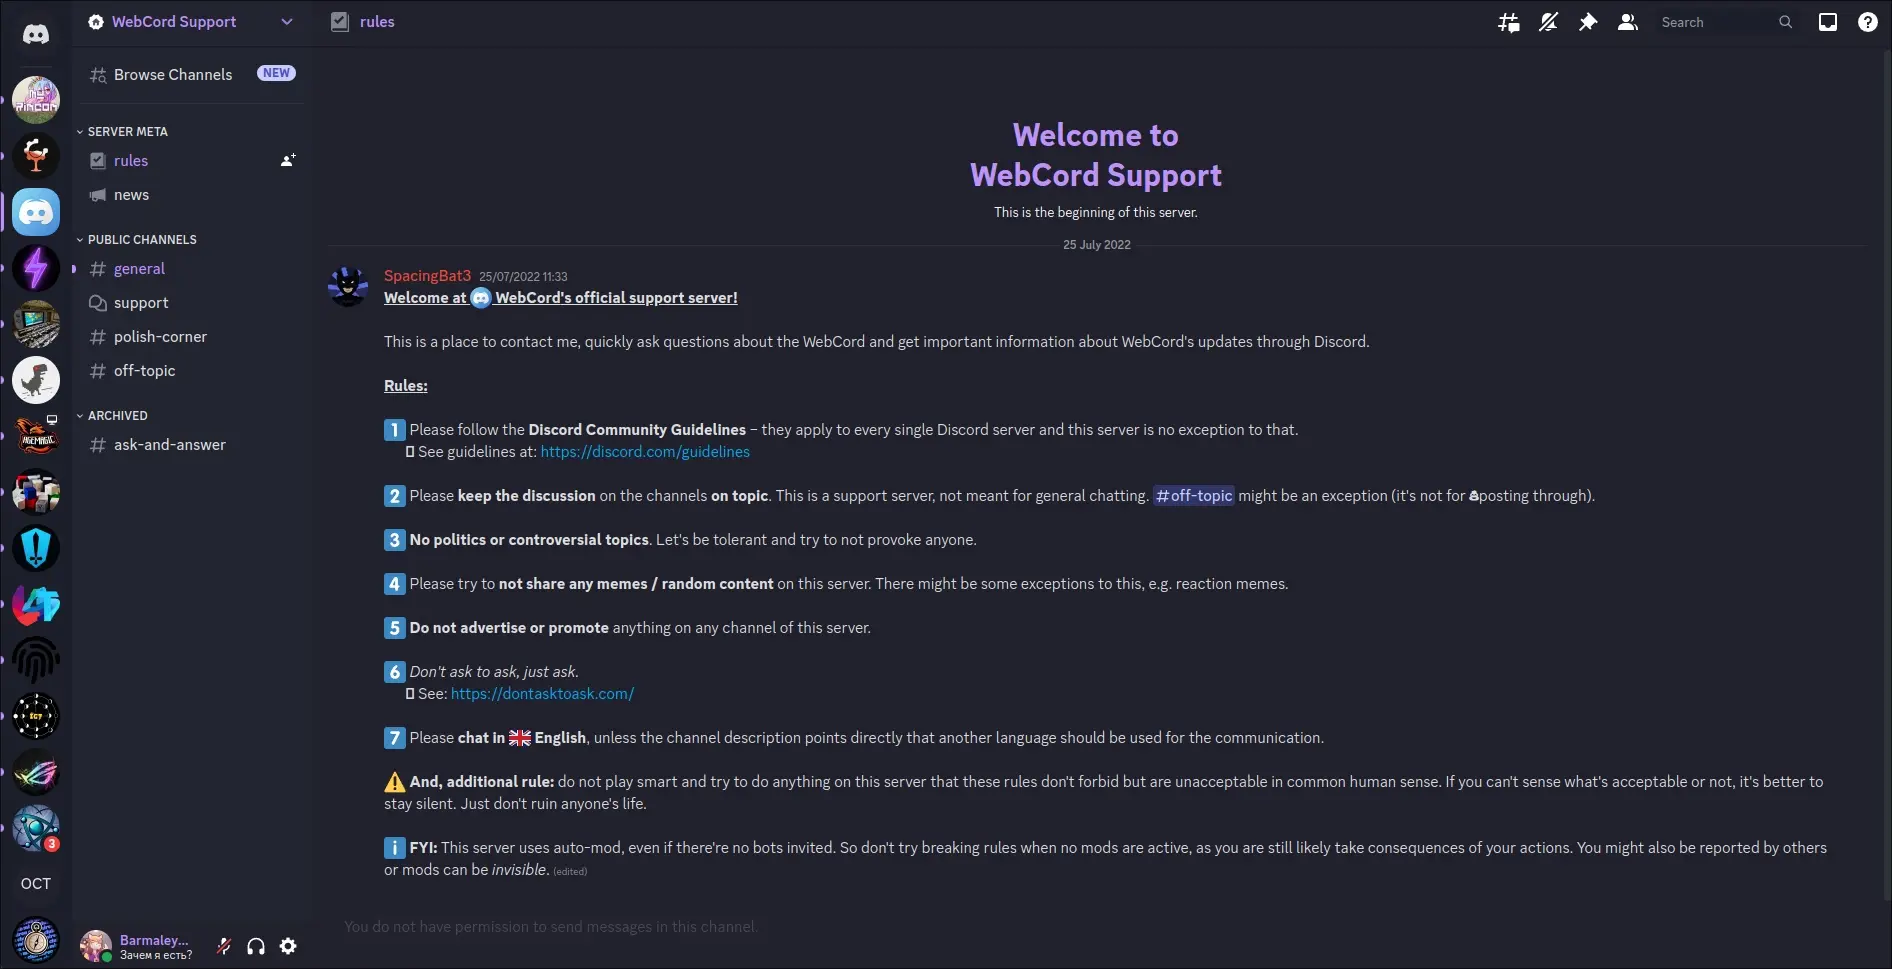 WebCord Support
rules
Search
Browse Channels
NEW
SERVER META
rules
news
PUBLIC CHANNELS
general
support
polish-corner
off-topic
ARCHIVED
ask-and-answer
OCT
3
Barmaley...
Зачем я есть?
Welcome to
WebCord Support
This is the beginning of this server.
25 July 2022
SpacingBat3 25/07/2022 11:33
Welcome at WebCord's official support server!
This is a place to contact me, quickly ask questions about the WebCord and get important information about WebCord's updates through Discord.
Rules:
1 Please follow the Discord Community Guidelines – they apply to every single Discord server and this server is no exception to that.
See guidelines at: https://discord.com/guidelines
2 Please keep the discussion on the channels on topic. This is a support server, not meant for general chatting. #off-topic might be an exception (it's not for posting through).
3 No politics or controversial topics. Let's be tolerant and try to not provoke anyone.
4 Please try to not share any memes / random content on this server. There might be some exceptions to this, e.g. reaction memes.
5 Do not advertise or promote anything on any channel of this server.
6 Don't ask to ask, just ask.
See: https://dontasktoask.com/
7 Please chat in English, unless the channel description points directly that another language should be used for the communication.
And, additional rule: do not play smart and try to do anything on this server that these rules don't forbid but are unacceptable in common human sense. If you can't sense what's acceptable or not, it's better to
stay silent. Just don't ruin anyone's life.
i FYI: This server uses auto-mod, even if there're no bots invited. So don't try breaking rules when no mods are active, as you are still likely take consequences of your actions. You might also be reported by others
or mods can be invisible. (edited)
You do not have permission to send messages in this channel.